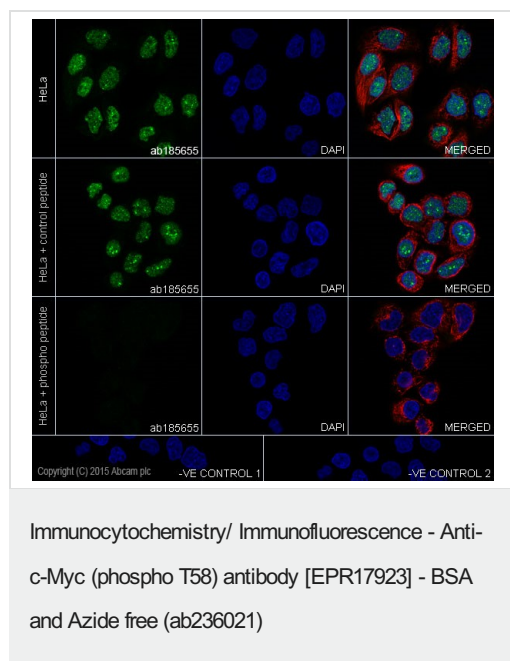 HeLa
ab185655
DAPI
MERGED
HeLa + control peptide
ab185655
DAPI
MERGED
HeLa + phospho peptide
ab185655
DAPI
MERGED
Copyright (C) 2015 Abcam plc
-VE CONTROL 1
-VE CONTROL 2
Immunocytochemistry/ Immunofluorescence - Anti-
c-Myc (phospho T58) antibody [EPR17923] - BSA
and Azide free (ab236021)